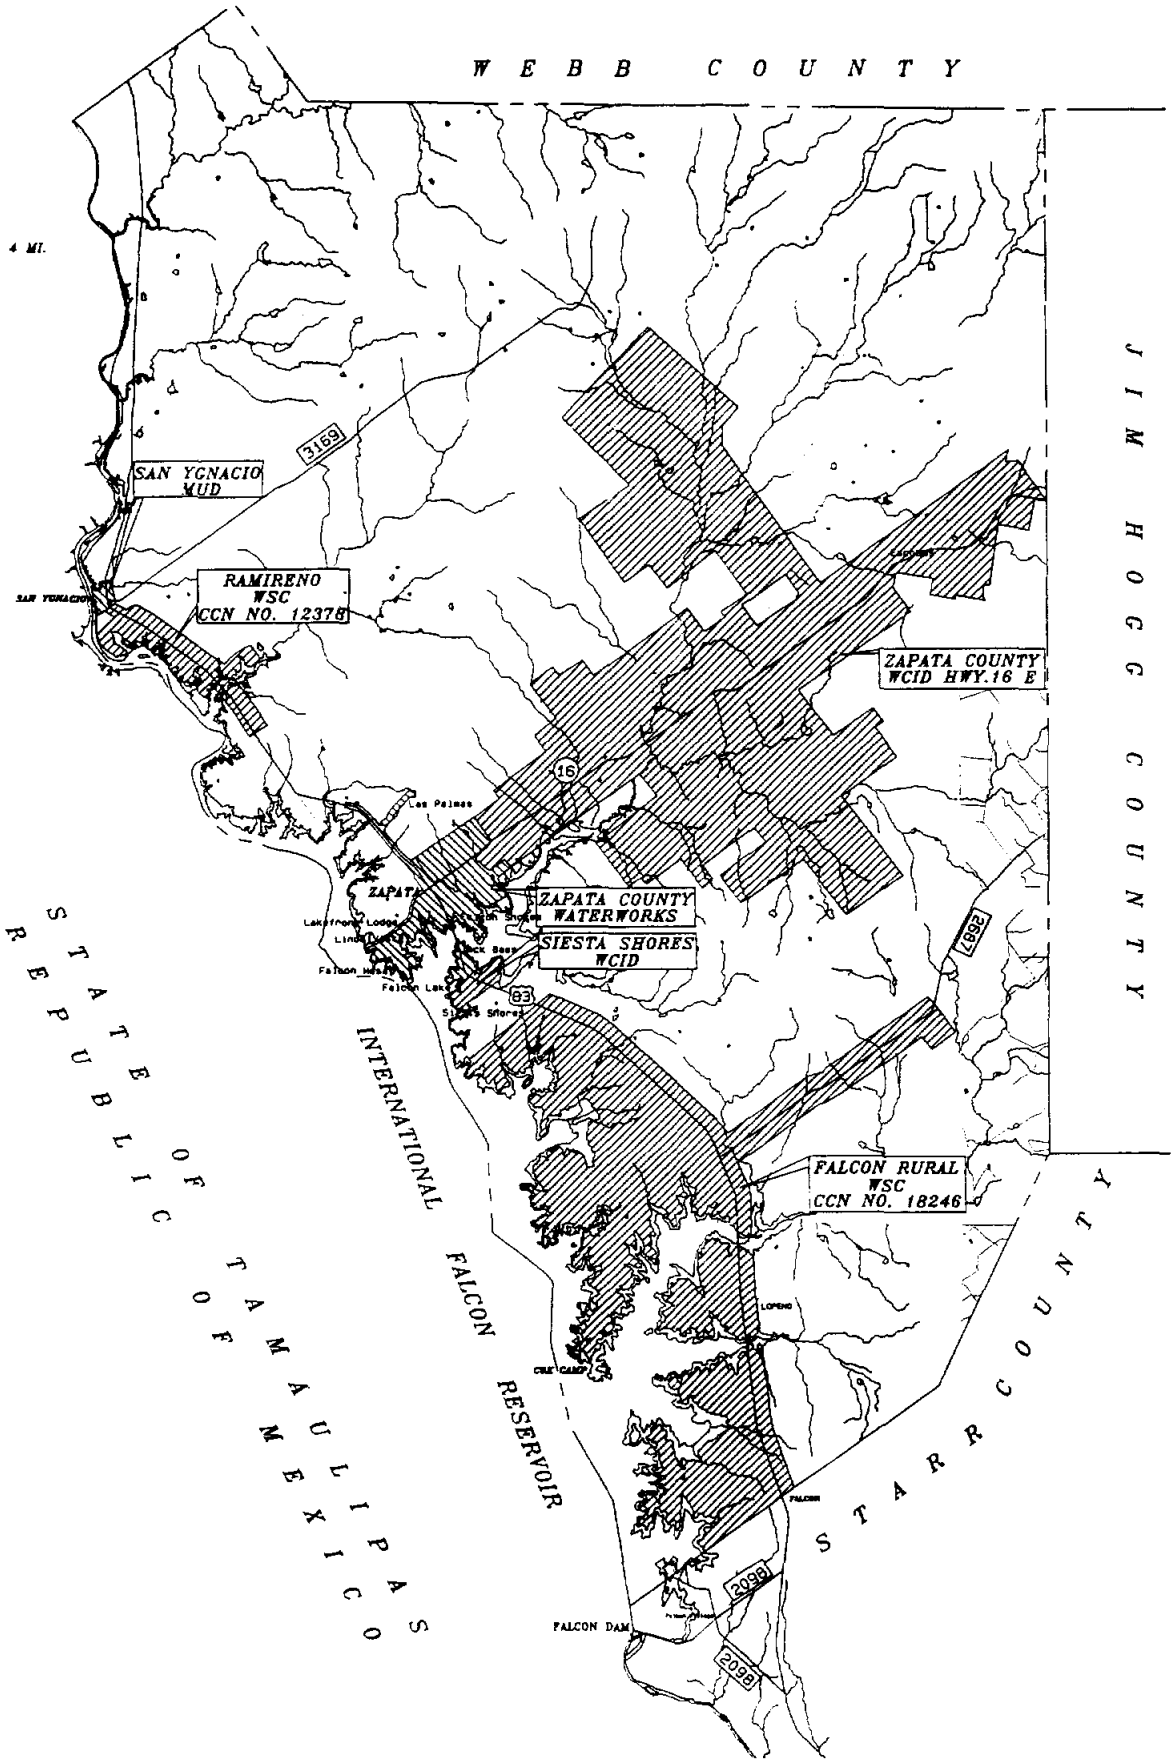 WEBB COUNTY
4 MI.
JIM HOGG COUNTY
3169
SAN YGNACIO
MUD
SAN YGNACIO
RAMIRENO
WSC
CCN NO. 12378
ZAPATA COUNTY
WCID HWY.16 E
16
Las Palmas
ZAPATA
ZAPATA COUNTY
WATERWORKS
Lakefront Lodge
SIESTA SHORES
WCID
Falcon Mesa
Falcon Lake
83
Siesta Shores
2687
STATE OF TAMAULIPAS
REPUBLIC OF MEXICO
INTERNATIONAL FALCON RESERVOIR
FALCON RURAL
WSC
CCN NO. 18246
LOPENO
STARR COUNTY
FALCON
2098
FALCON DAM
2098